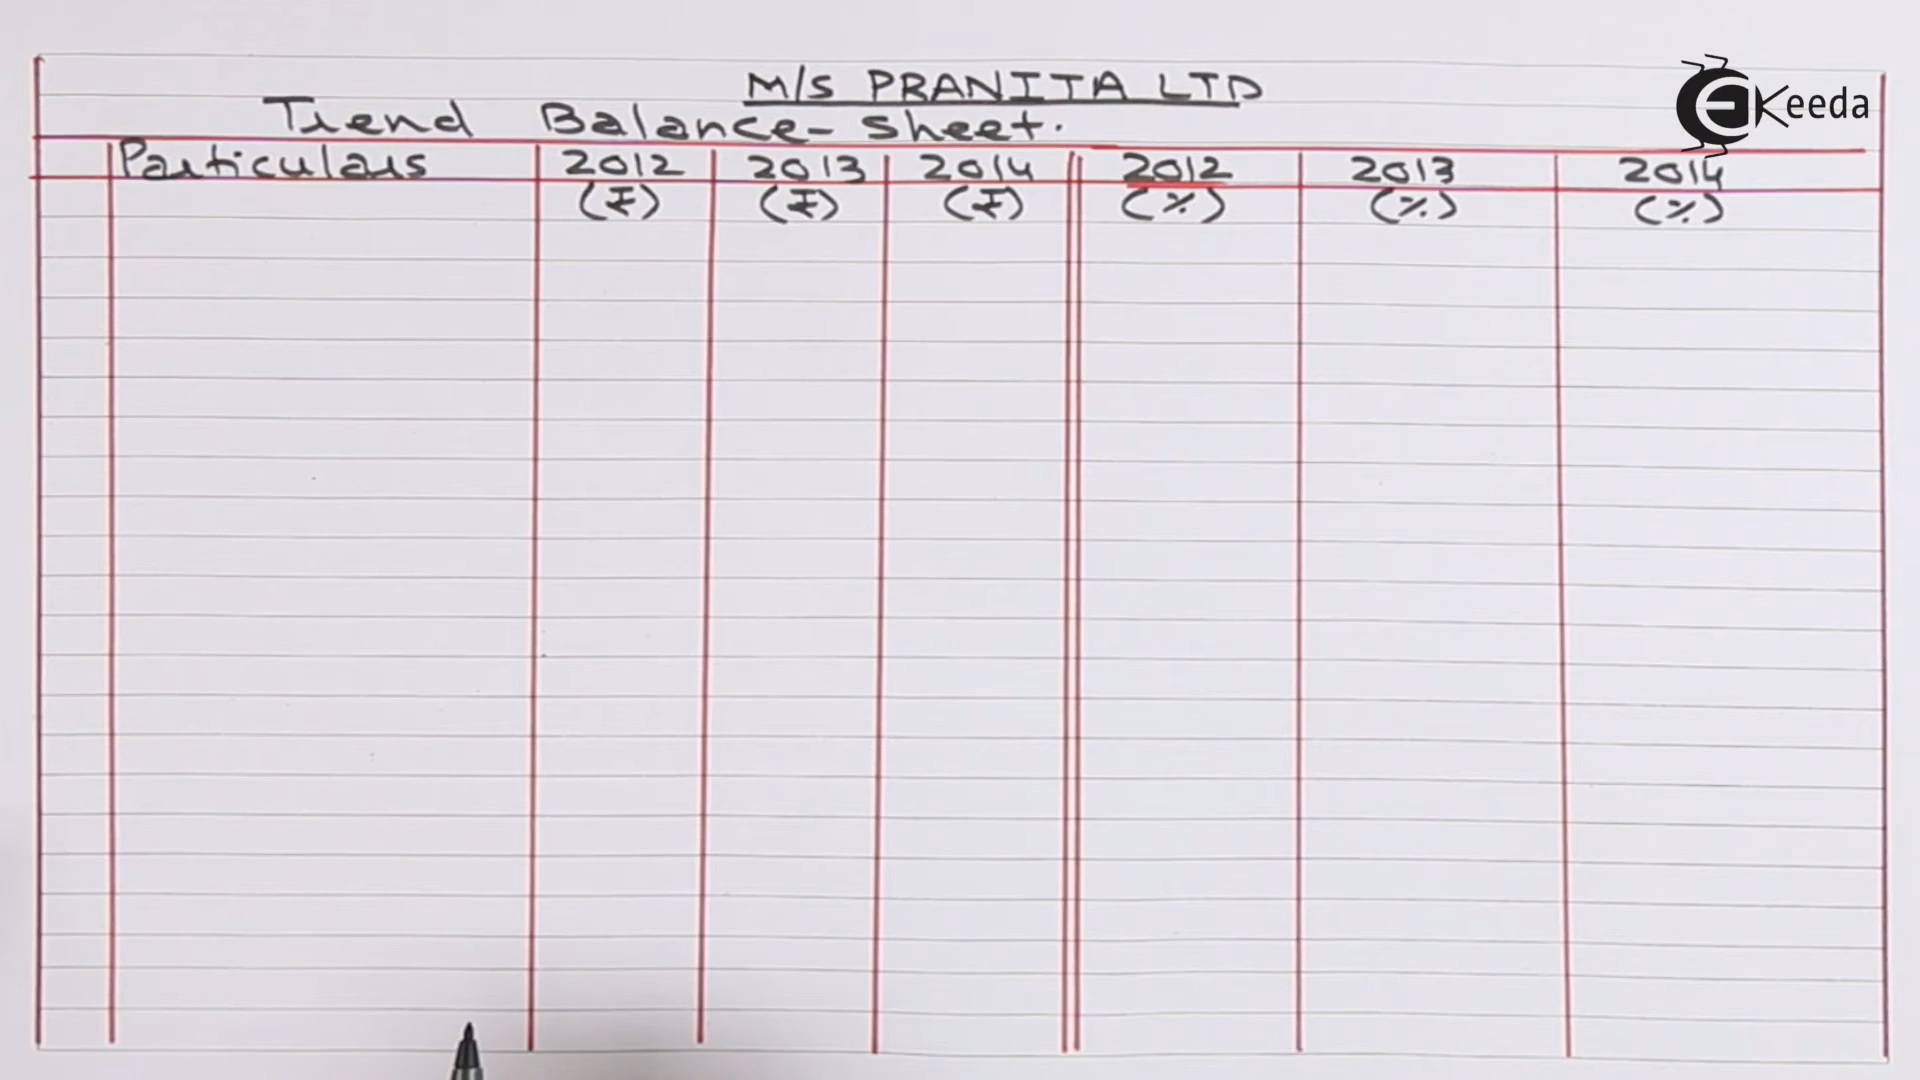 M/S PRANITA LTD
Trend Balance-Sheet.
Keeda
Particulars 2012 2013 2014 2012 2013 2014
(₹) (₹) (₹) (%) (%) (%)